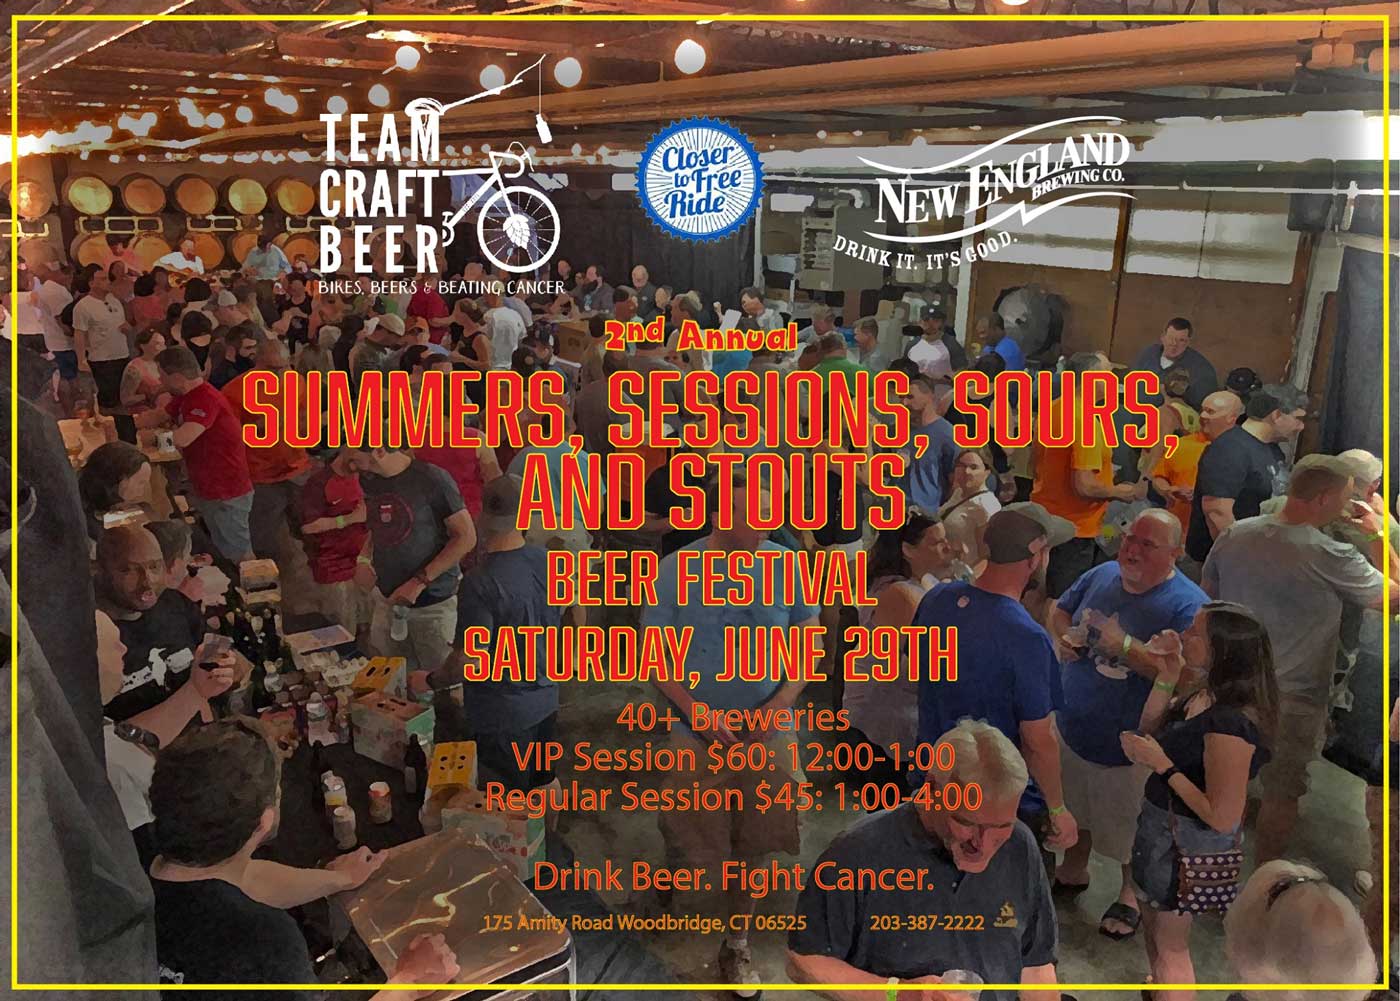 TEAM
CRAFT
BEER
BIKES, BEERS & BEATING CANCER
Closer
to Free
Ride
NEW ENGLAND
BREWING CO.
DRINK IT. IT'S GOOD.
2nd Annual
SUMMERS, SESSIONS, SOURS,
AND STOUTS
BEER FESTIVAL
SATURDAY, JUNE 29TH
40+ Breweries
VIP Session $60: 12:00-1:00
Regular Session $45: 1:00-4:00
Drink Beer. Fight Cancer.
175 Amity Road Woodbridge, CT 06525 203-387-2222